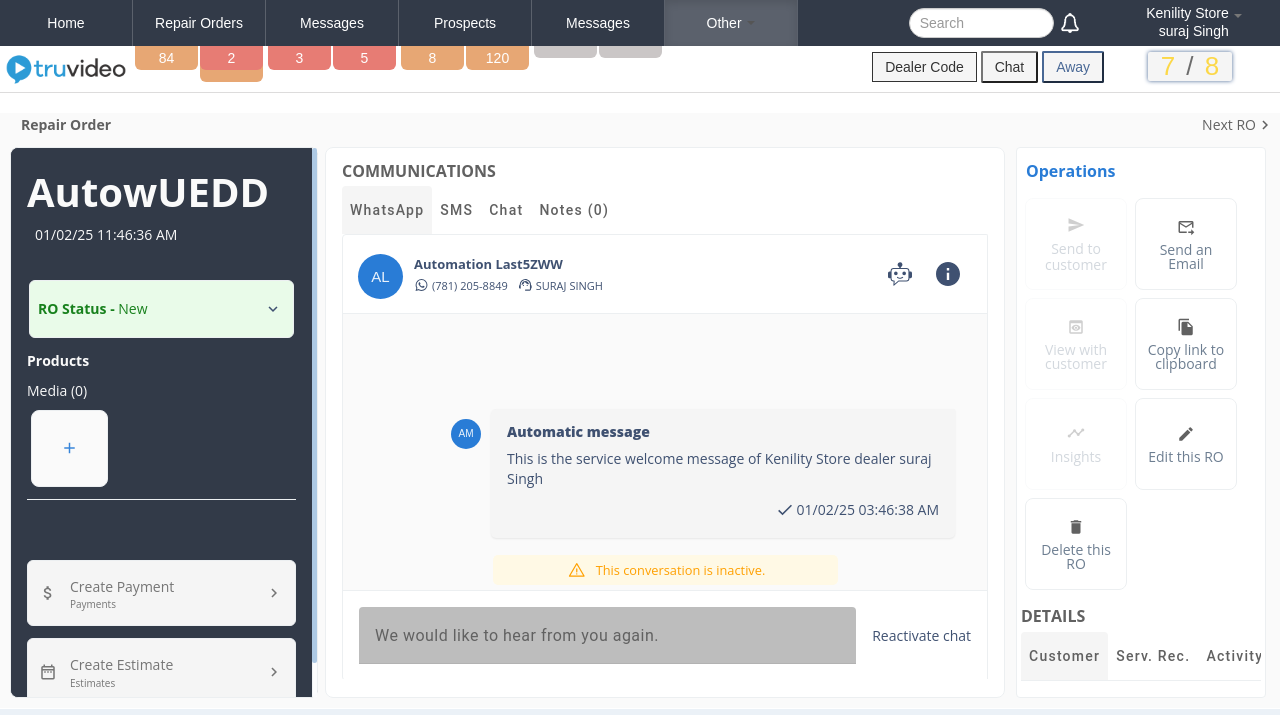 Home
Repair Orders
Messages
Prospects
Messages
Other
Search
Kenility Store
suraj Singh
truvideo
84
2
3
5
8
120
Dealer Code
Chat
Away
7 / 8
Repair Order
Next RO
AutowUEDD
01/02/25 11:46:36 AM
RO Status - New
Products
Media (0)
+
Create Payment
Payments
Create Estimate
Estimates
COMMUNICATIONS
WhatsApp
SMS
Chat
Notes (0)
AL
Automation Last5ZWW
(781) 205-8849
SURAJ SINGH
AM
Automatic message
This is the service welcome message of Kenility Store dealer suraj
Singh
01/02/25 03:46:38 AM
This conversation is inactive.
We would like to hear from you again.
Reactivate chat
Operations
Send to
customer
Send an
Email
View with
customer
Copy link to
clipboard
Insights
Edit this RO
Delete this
RO
DETAILS
Customer
Serv. Rec.
Activity